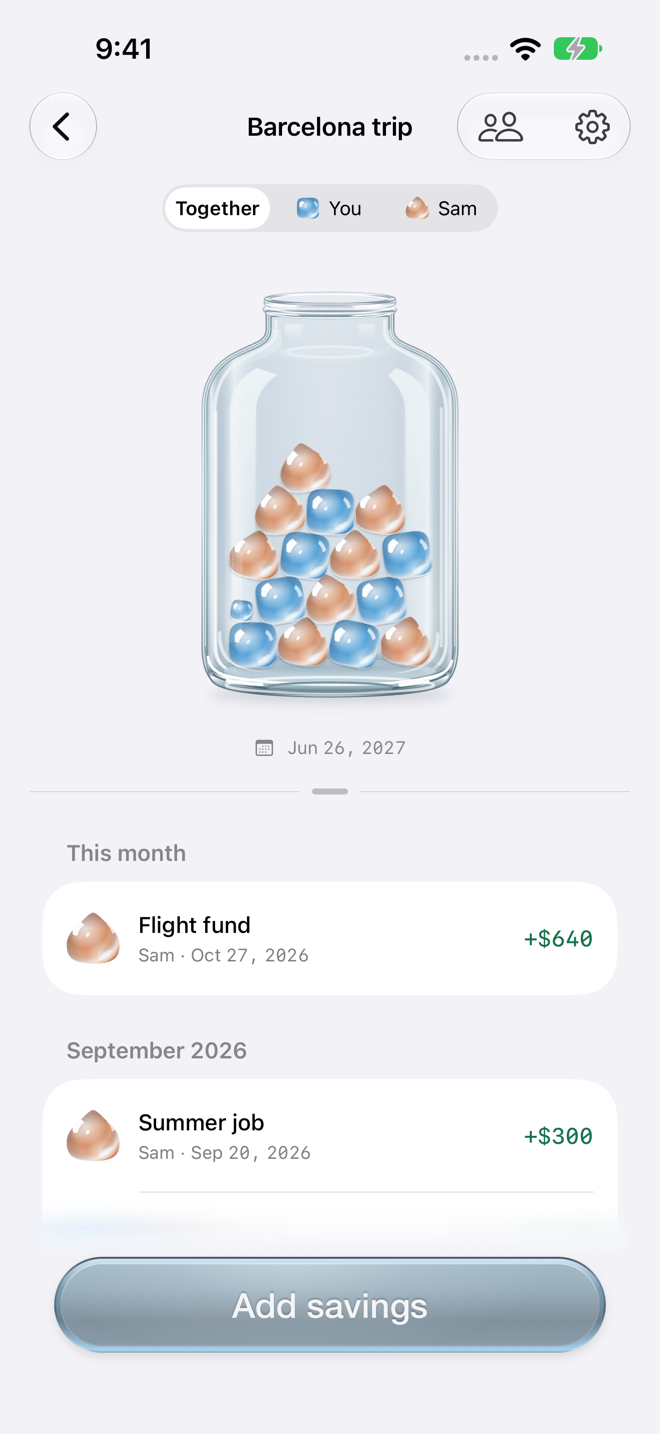 9:41
Barcelona trip
Together You Sam
Jun 26, 2027
This month
Flight fund
+$640
Sam · Oct 27, 2026
September 2026
Summer job
+$300
Sam · Sep 20, 2026
Add savings